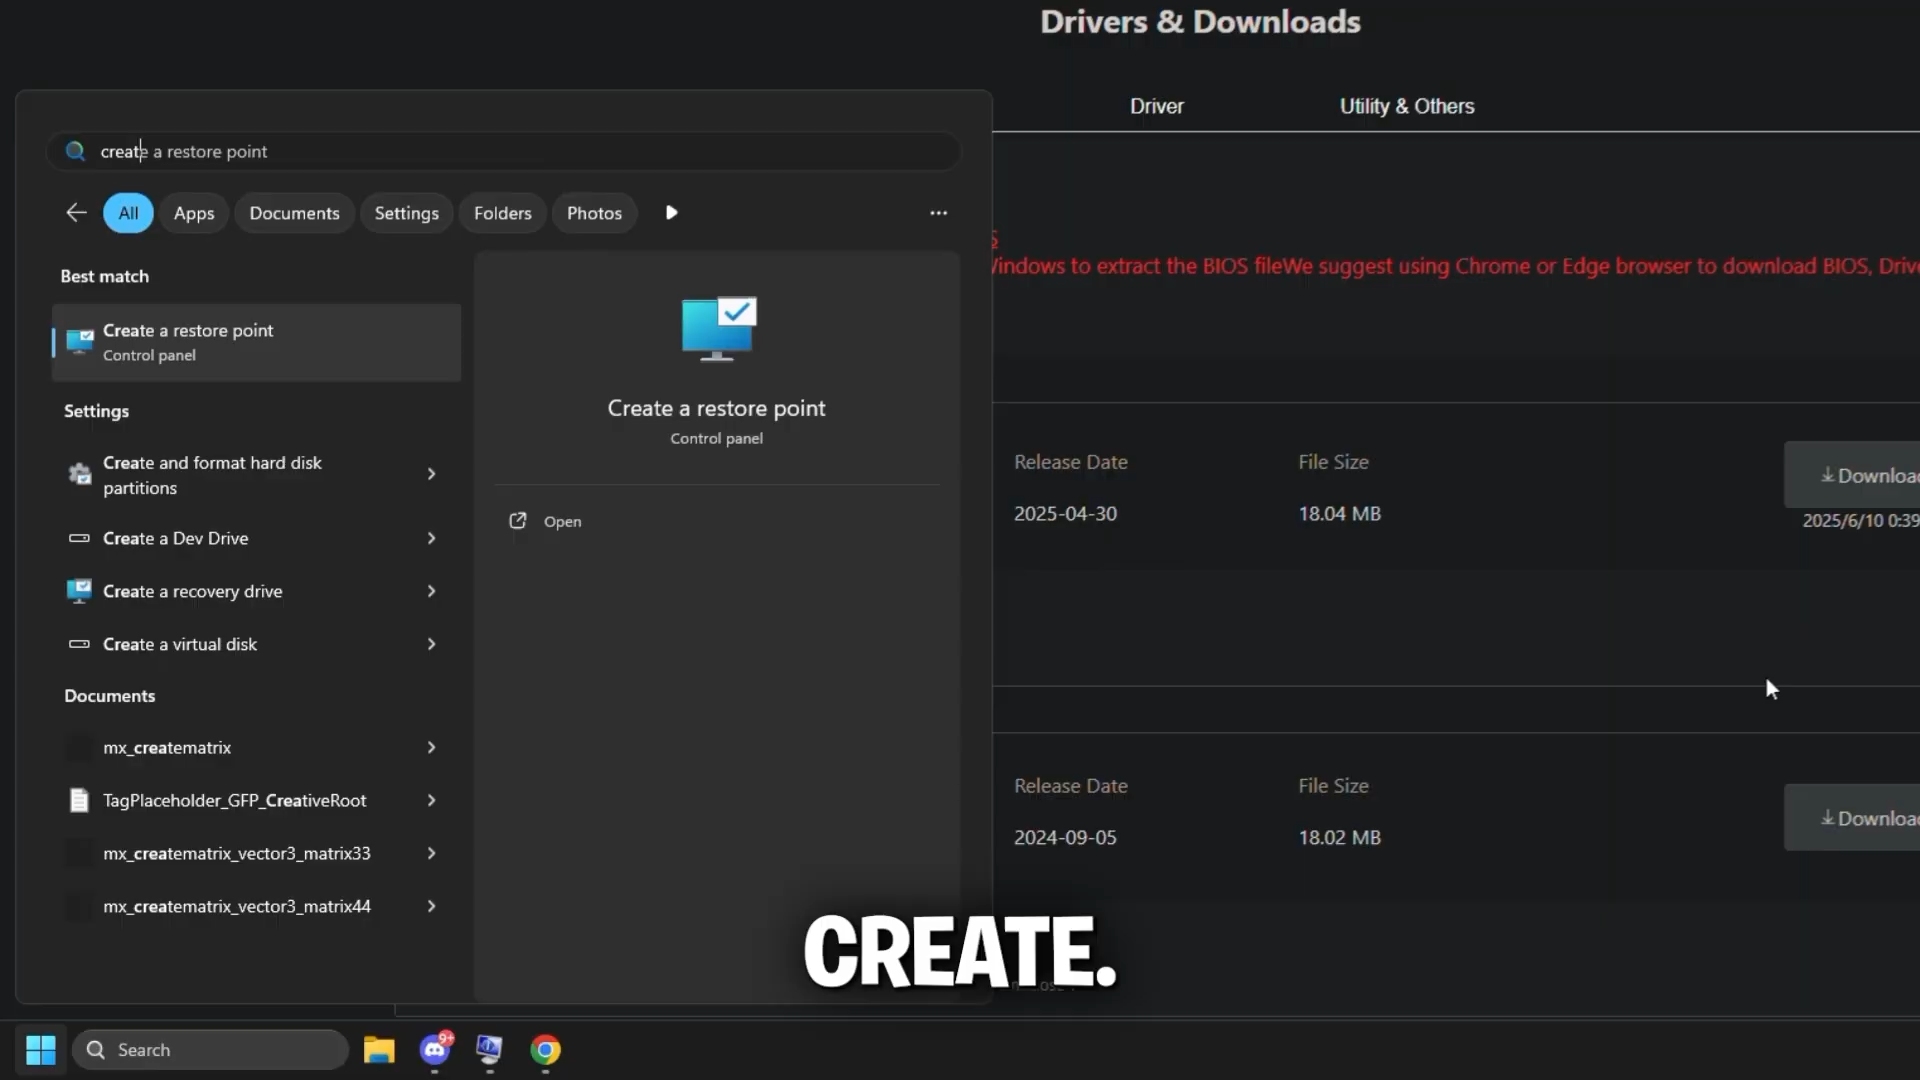 Drivers & Downloads
Driver
Utility & Others
create a restore point
All
Apps
Documents
Settings
Folders
Photos
Best match
Create a restore point
Control panel
Settings
Create and format hard disk
partitions
Create a Dev Drive
Create a recovery drive
Create a virtual disk
Documents
mx_creatematrix
TagPlaceholder_GFP_CreativeRoot
mx_creatematrix_vector3_matrix33
mx_creatematrix_vector3_matrix44
Create a restore point
Control panel
Open
Windows to extract the BIOS fileWe suggest using Chrome or Edge browser to download BIOS, Drive
Release Date
File Size
2025-04-30
18.04 MB
Download
2025/6/10 0:39
Release Date
File Size
2024-09-05
18.02 MB
Download
CREATE.
Search
9+